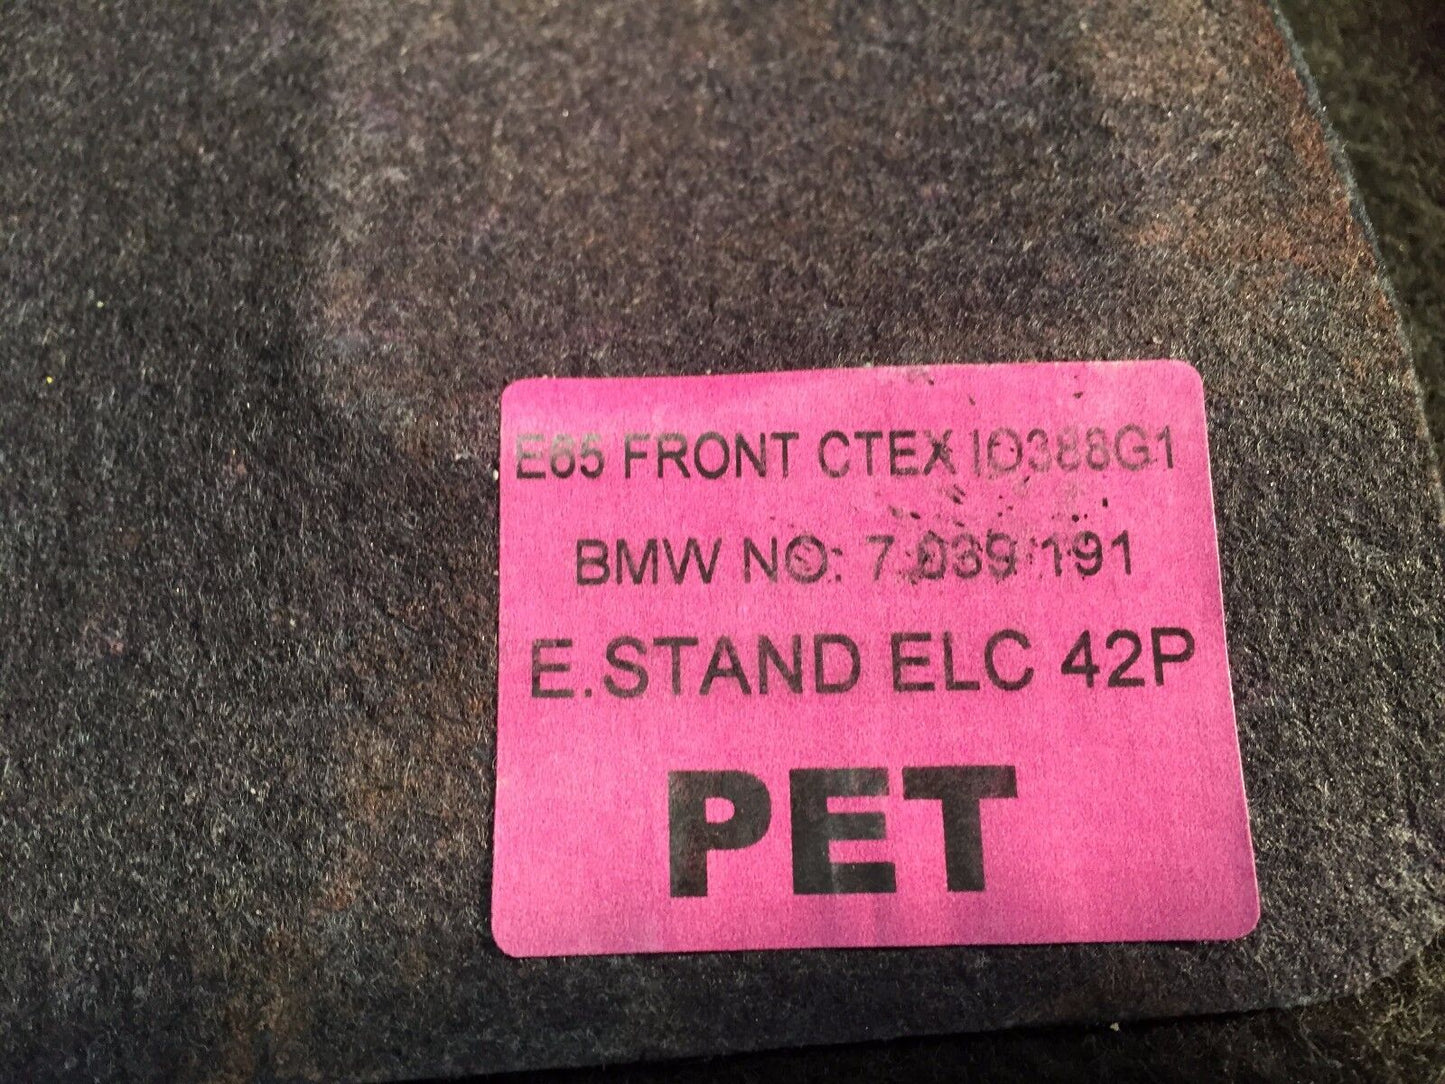 E65 FRONT CTEX ID388G1
BMW NO: 7 039 191
E.STAND ELC 42P
PET